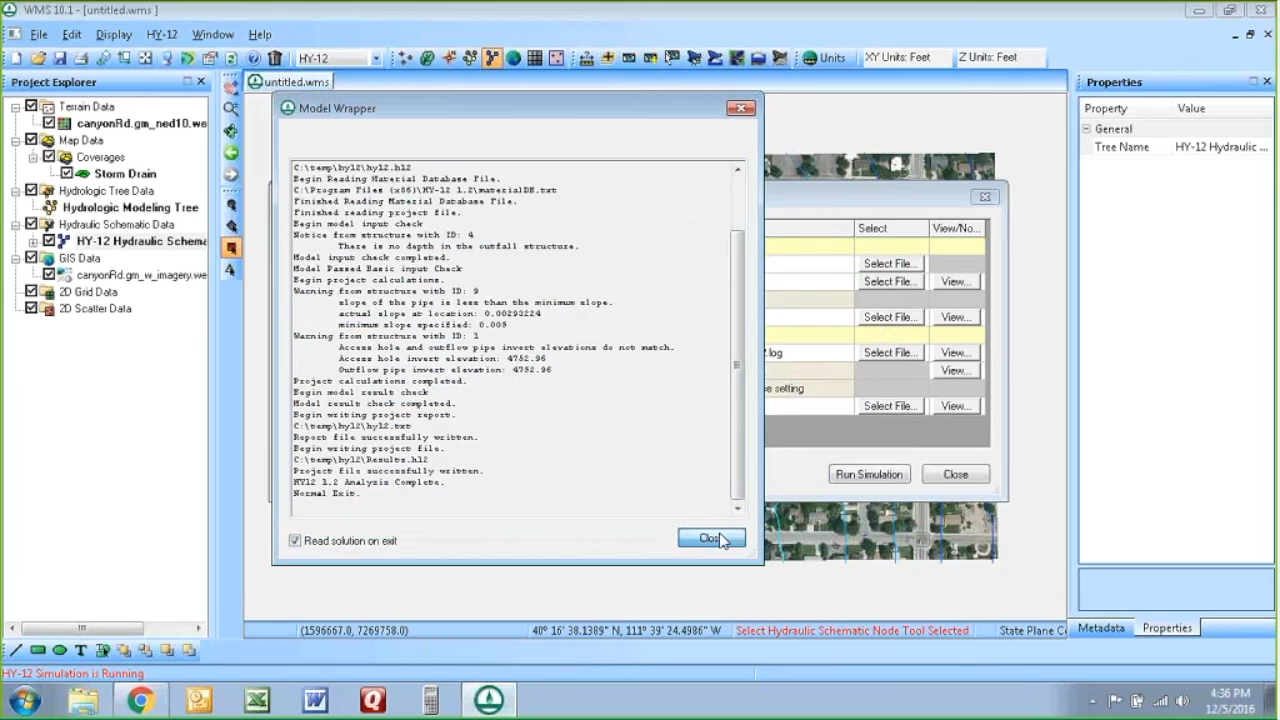 WMS 10.1 - [untitled.wms ]
File Edit Display HY-12 Window Help
HY-12 Units XY Units: Feet Z Units: Feet
Project Explorer
Terrain Data
canyonRd.gm_ned10.we
Map Data
Coverages
Storm Drain
Hydrologic Tree Data
Hydrologic Modeling Tree
Hydraulic Schematic Data
HY-12 Hydraulic Schema
GIS Data
canyonRd.gm_w_imagery.we
2D Grid Data
2D Scatter Data
untitled.wms
Model Wrapper
C:\temp\hy12\hy12.h12
Begin Reading Material Database File.
C:\Program Files (x86)\HY-12 1.2\materialDB.txt
Finished Reading Material Database File.
Finished reading project file.
Begin model input check
Notice from structure with ID: 4
There is no depth in the outfall structure.
Model input check completed.
Model Passed Basic input Check
Begin project calculations.
Warning from structure with ID: 9
slope of the pipe is less than the minimum slope.
actual slope at location: 0.00293224
minimum slope specified: 0.005
Warning from structure with ID: 1
Access hole and outflow pipe invert elevations do not match.
Access hole invert elevation: 4752.96
Outflow pipe invert elevation: 4752.96
Project calculations completed.
Begin model result check
Model result check completed.
Begin writing project report.
C:\temp\hy12\hy12.txt
Report file successfully written.
Begin writing project file.
C:\temp\hy12\Results.h12
Project file successfully written.
HY12 1.2 Analysis Complete.
Normal Exit.
Read solution on exit
Clos
Select View/No...
Select File...
Select File... View...
Select File... View...
2.log Select File... View...
View...
e setting
Select File... View...
Run Simulation Close
Properties
Property Value
General
Tree Name HY-12 Hydraulic ...
Metadata Properties
(1596667.0, 7269758.0) 40º 16' 38.1389" N, 111º 39' 24.4986" W Select Hydraulic Schematic Node Tool Selected State Plane Co
T
HY-12 Simulation is Running
4:36 PM
12/5/2016